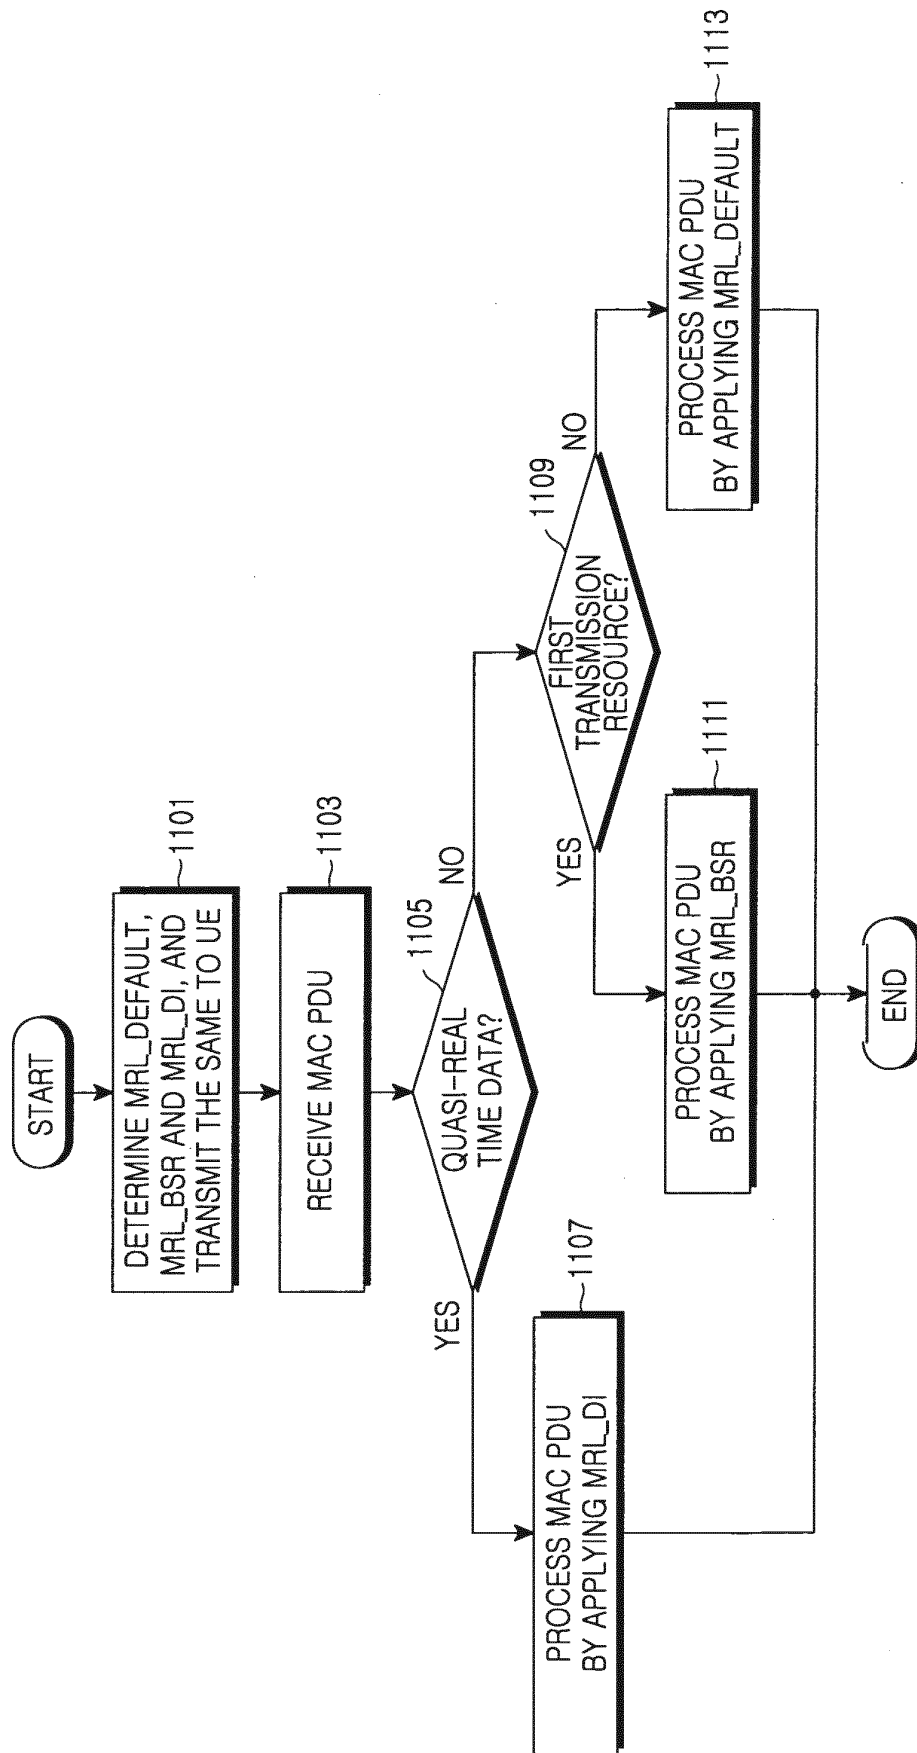 START
DETERMINE MRL_DEFAULT,
MRL_BSR AND MRL_DI, AND
TRANSMIT THE SAME TO UE
1101
RECEIVE MAC PDU
1103
QUASI-REAL
TIME DATA?
1105
YES
NO
PROCESS MAC PDU
BY APPLYING MRL_DI
1107
FIRST
TRANSMISSION
RESOURCE?
1109
YES
NO
PROCESS MAC PDU
BY APPLYING MRL_BSR
1111
PROCESS MAC PDU
BY APPLYING MRL_DEFAULT
1113
END